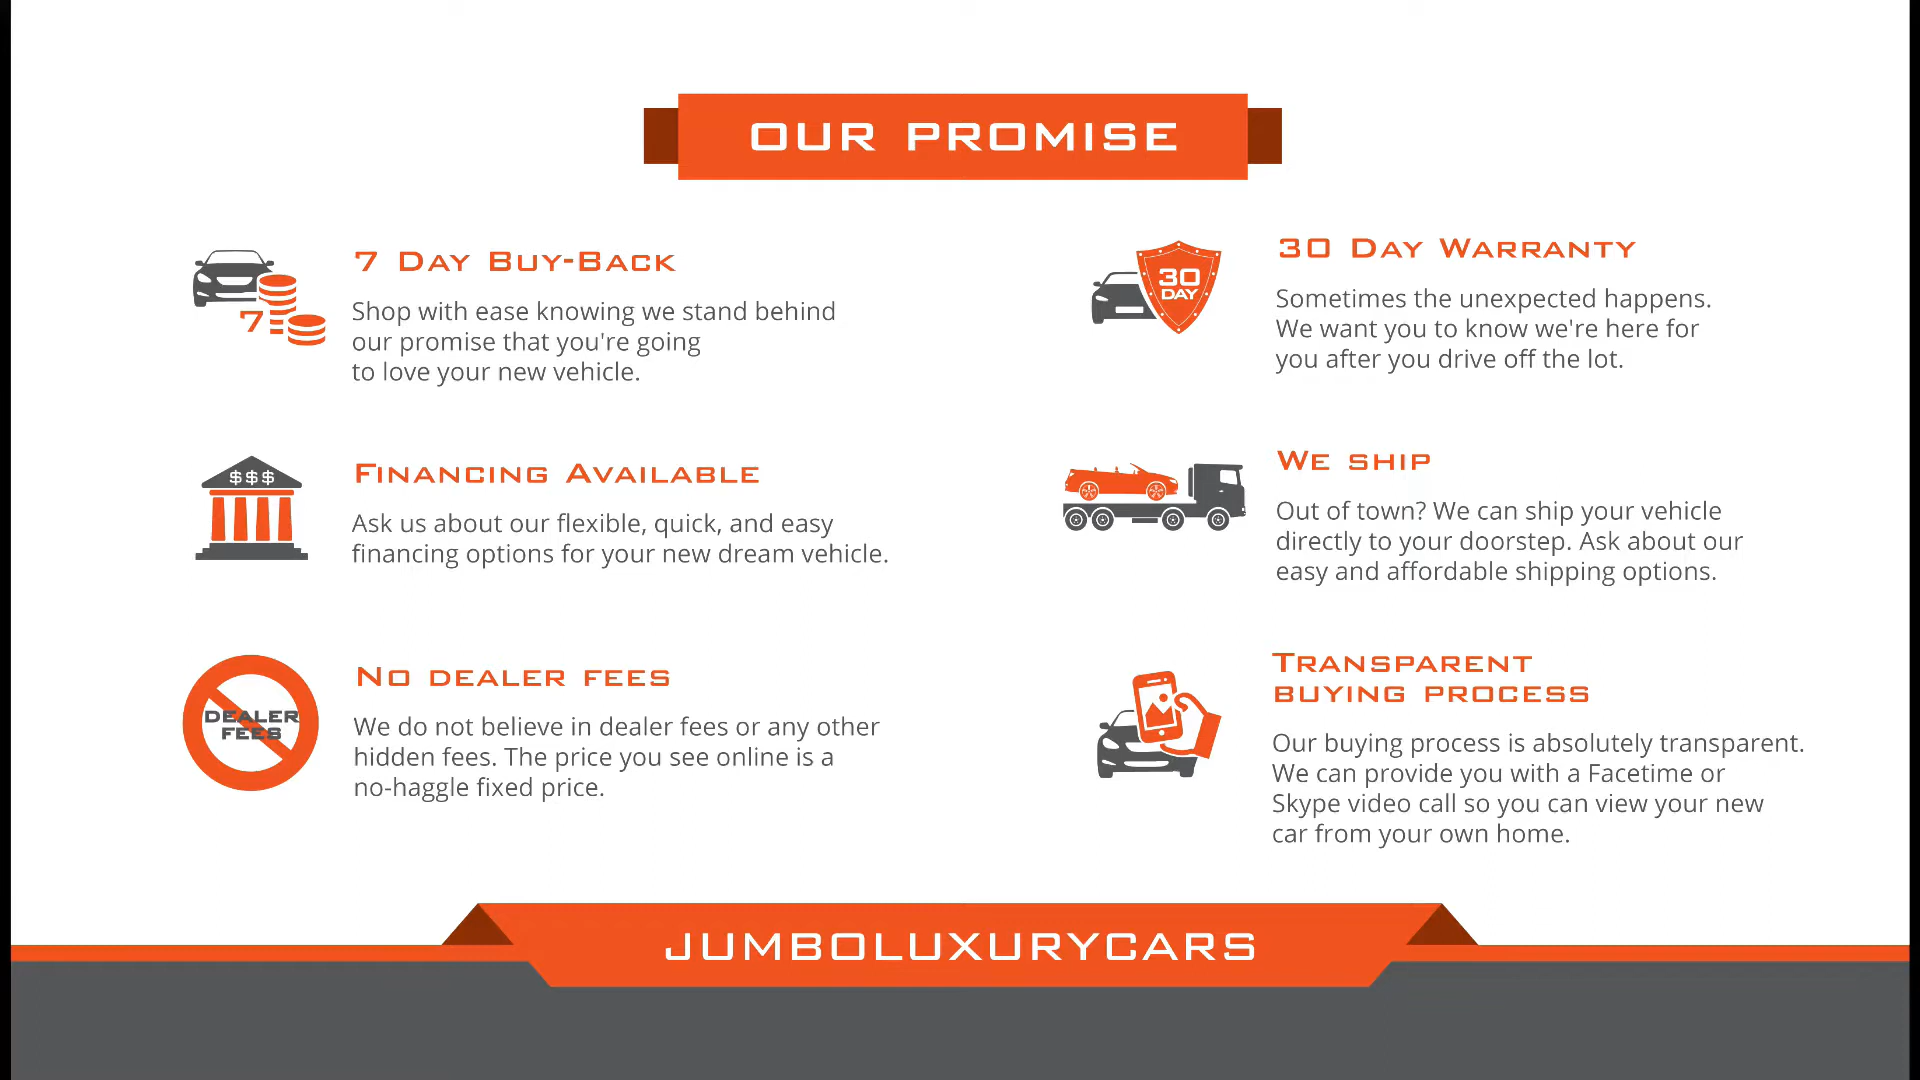 OUR PROMISE
7 DAY BUY-BACK
Shop with ease knowing we stand behind
our promise that you're going
to love your new vehicle.
7
FINANCING AVAILABLE
$$$
Ask us about our flexible, quick, and easy
financing options for your new dream vehicle.
NO DEALER FEES
DEALER
FEES
We do not believe in dealer fees or any other
hidden fees. The price you see online is a
no-haggle fixed price.
30 DAY WARRANTY
30
DAY
Sometimes the unexpected happens.
We want you to know we're here for
you after you drive off the lot.
WE SHIP
Out of town? We can ship your vehicle
directly to your doorstep. Ask about our
easy and affordable shipping options.
TRANSPARENT
BUYING PROCESS
Our buying process is absolutely transparent.
We can provide you with a Facetime or
Skype video call so you can view your new
car from your own home.
JUMBOLUXURYCARS